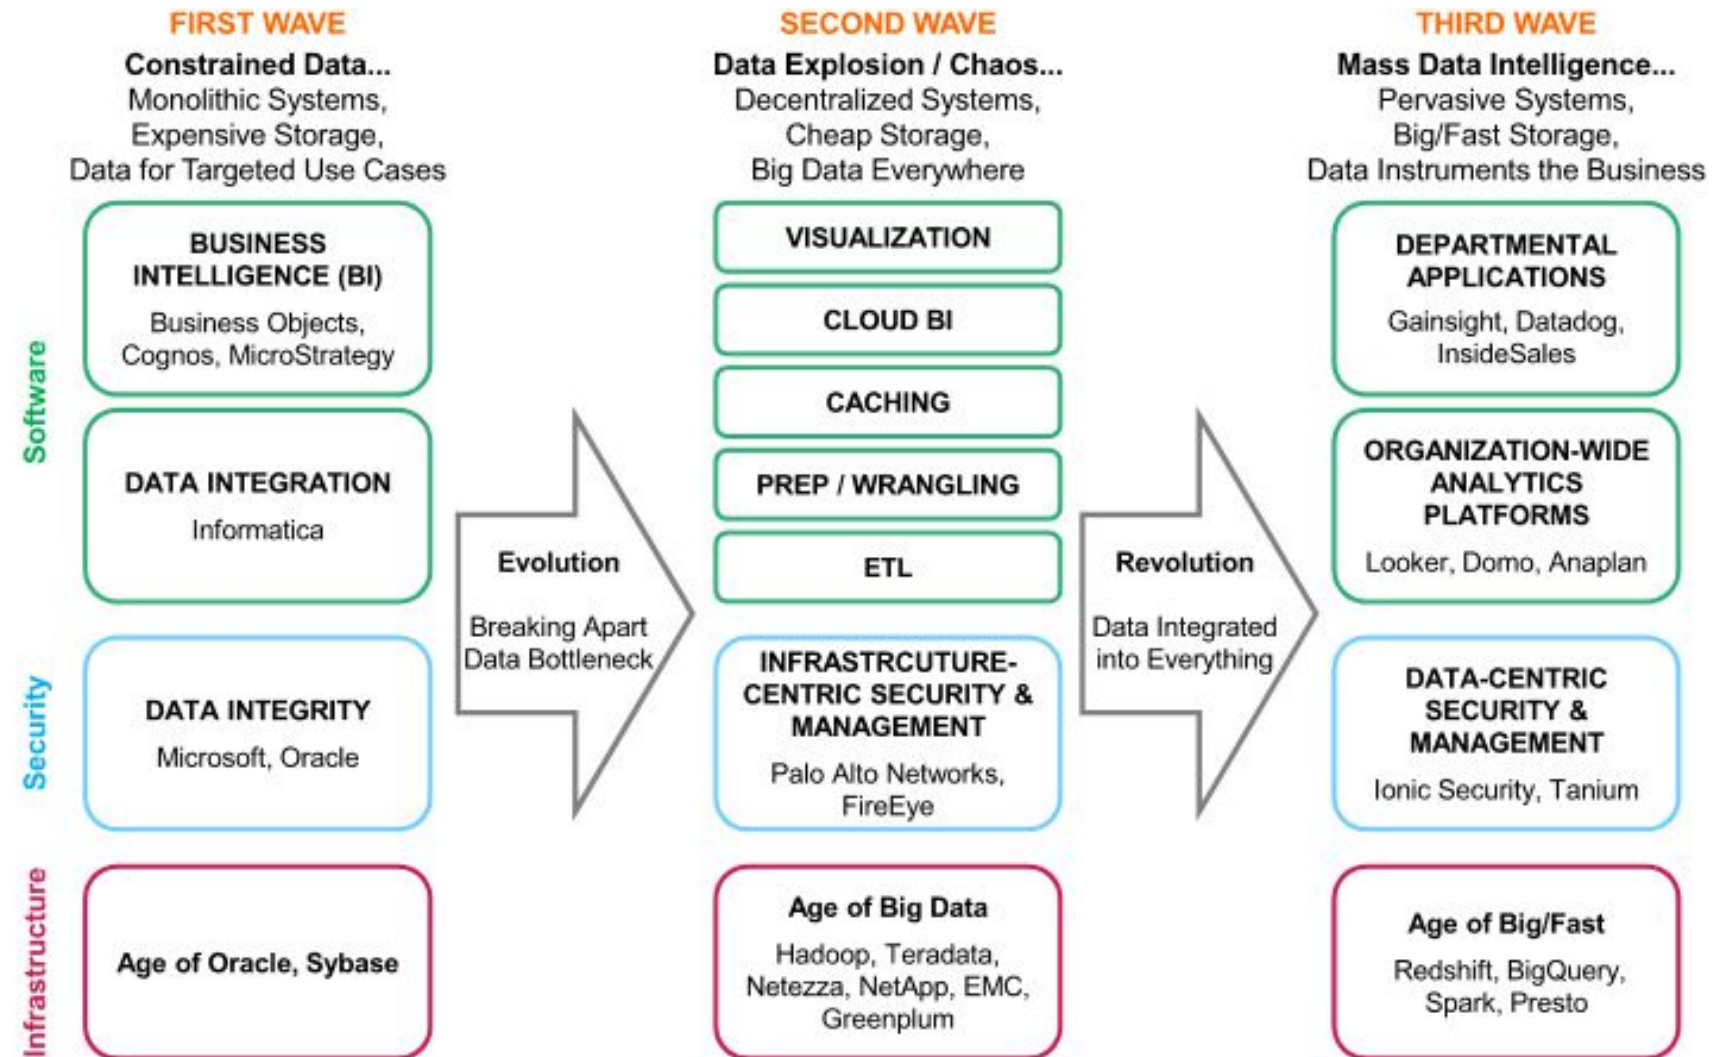 FIRST WAVE
Constrained Data...
Monolithic Systems,
Expensive Storage,
Data for Targeted Use Cases
Software
BUSINESS
INTELLIGENCE (BI)
Business Objects,
Cognos, MicroStrategy
DATA INTEGRATION
Informatica
Security
DATA INTEGRITY
Microsoft, Oracle
Infrastructure
Age of Oracle, Sybase
Evolution
Breaking Apart
Data Bottleneck
SECOND WAVE
Data Explosion / Chaos...
Decentralized Systems,
Cheap Storage,
Big Data Everywhere
VISUALIZATION
CLOUD BI
CACHING
PREP / WRANGLING
ETL
INFRASTRCUTURE-
CENTRIC SECURITY &
MANAGEMENT
Palo Alto Networks,
FireEye
Age of Big Data
Hadoop, Teradata,
Netezza, NetApp, EMC,
Greenplum
Revolution
Data Integrated
into Everything
THIRD WAVE
Mass Data Intelligence...
Pervasive Systems,
Big/Fast Storage,
Data Instruments the Business
DEPARTMENTAL
APPLICATIONS
Gainsight, Datadog,
InsideSales
ORGANIZATION-WIDE
ANALYTICS
PLATFORMS
Looker, Domo, Anaplan
DATA-CENTRIC
SECURITY &
MANAGEMENT
Ionic Security, Tanium
Age of Big/Fast
Redshift, BigQuery,
Spark, Presto